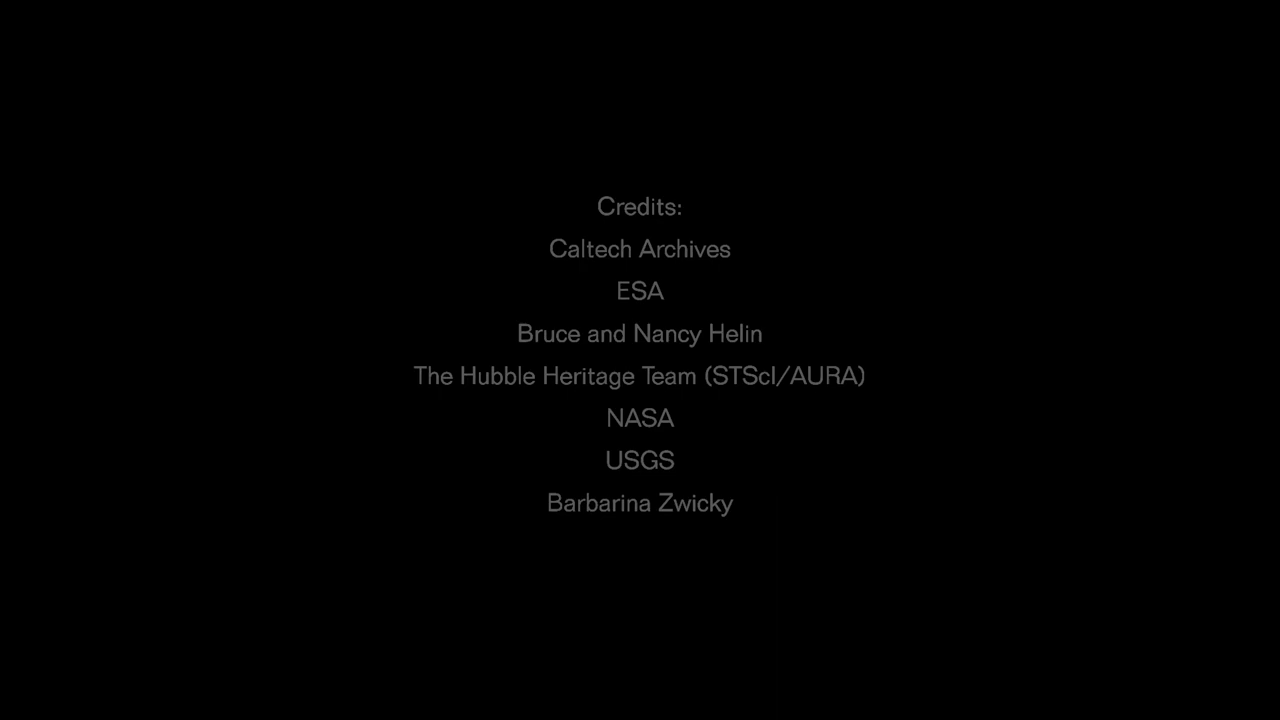 Credits:
Caltech Archives
ESA
Bruce and Nancy Helin
The Hubble Heritage Team (STScI/AURA)
NASA
USGS
Barbarina Zwicky